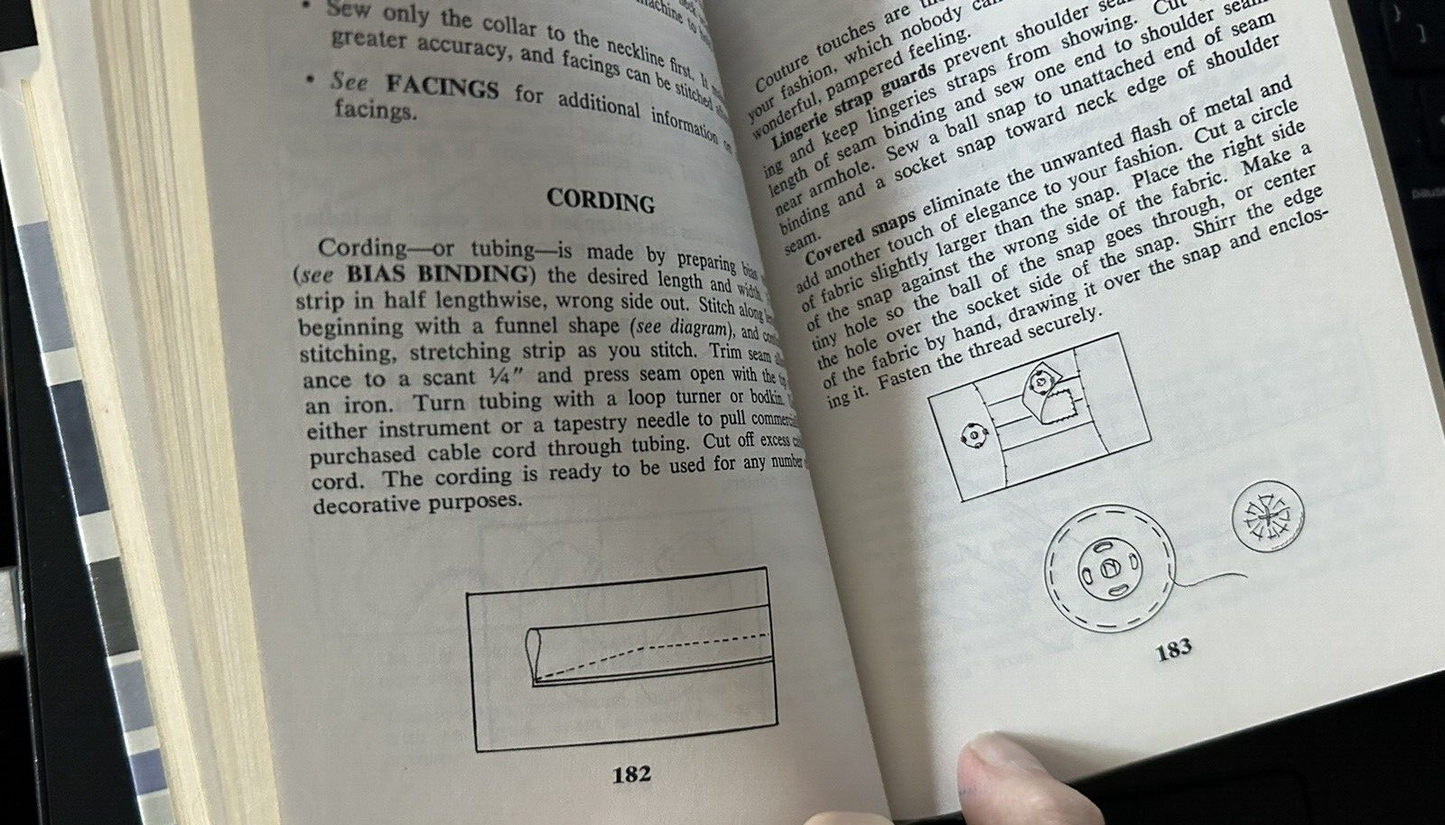 machine to
• Sew only the collar to the neckline first. It
greater accuracy, and facings can be stitched
• See FACINGS for additional information on
facings.
CORDING
Cording—or tubing—is made by preparing bias
(see BIAS BINDING) the desired length and width.
strip in half lengthwise, wrong side out. Stitch along
beginning with a funnel shape (see diagram), and
stitching, stretching strip as you stitch. Trim seam
ance to a scant ¼″ and press seam open with the
an iron. Turn tubing with a loop turner or bodkin.
either instrument or a tapestry needle to pull
purchased cable cord through tubing. Cut off excess
cord. The cording is ready to be used for any number
decorative purposes.
182
Couture touches are
your fashion, which nobody
wonderful, pampered feeling.
Lingerie strap guards prevent shoulder
ing and keep lingeries straps from showing. Cut
length of seam binding and sew one end to shoulder seam
near armhole. Sew a ball snap to unattached end of seam
binding and a socket snap toward neck edge of shoulder
seam.
Covered snaps eliminate the unwanted flash of metal and
add another touch of elegance to your fashion. Cut a circle
of fabric slightly larger than the snap. Place the right side
of the snap against the wrong side of the fabric. Make a
tiny hole so the ball of the snap goes through, or center
the hole over the socket side of the snap. Shirr the edge
of the fabric by hand, drawing it over the snap and enclos-
ing it. Fasten the thread securely.
183